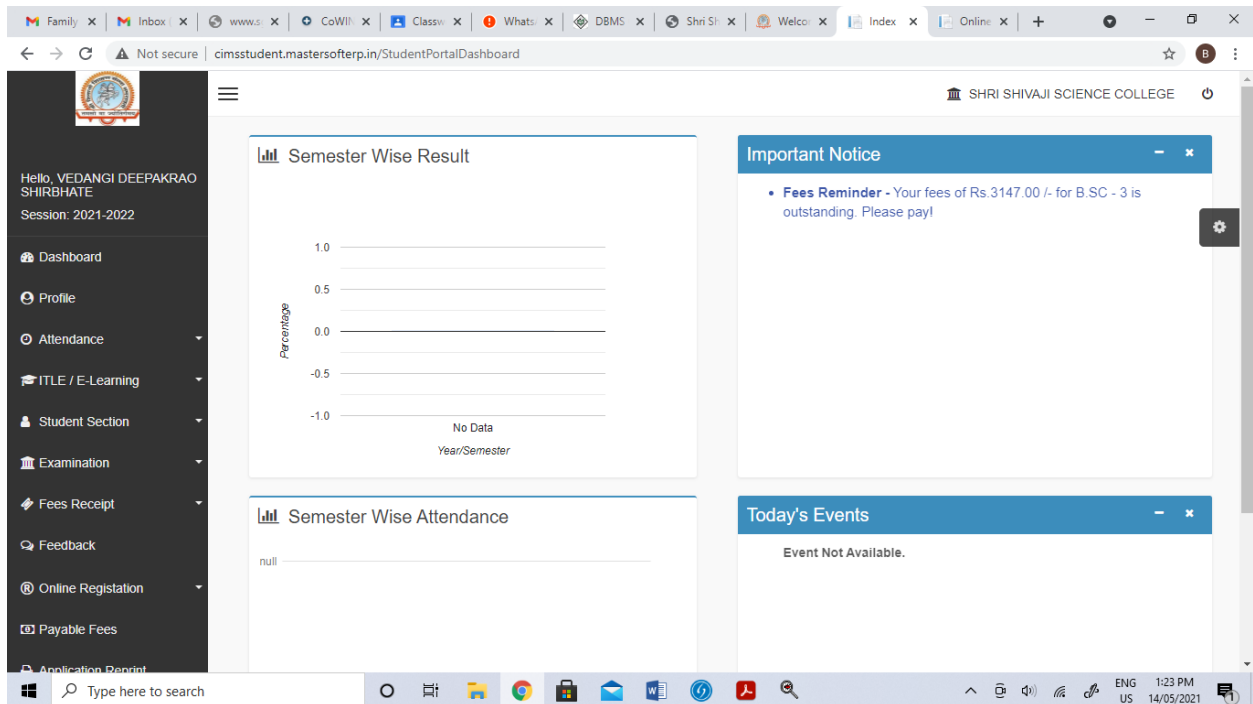 Family
Inbox (
www.s
CoWIN
Classw
Whats
DBMS
Shri Sh
Welcor
Index
Online
Not secure
cimsstudent.mastersofterp.in/StudentPortalDashboard
B
SHRI SHIVAJI SCIENCE COLLEGE
Hello, VEDANGI DEEPAKRAO
SHIRBHATE
Session: 2021-2022
Dashboard
Profile
Attendance
ITLE / E-Learning
Student Section
Examination
Fees Receipt
Feedback
Online Registation
Payable Fees
Application Reprint
Semester Wise Result
1.0
0.5
0.0
-0.5
-1.0
Percentage
No Data
Year/Semester
Important Notice
• Fees Reminder - Your fees of Rs.3147.00 /- for B.SC - 3 is
outstanding. Please pay!
Semester Wise Attendance
null
Today's Events
Event Not Available.
Type here to search
ENG
US
1:23 PM
14/05/2021
1